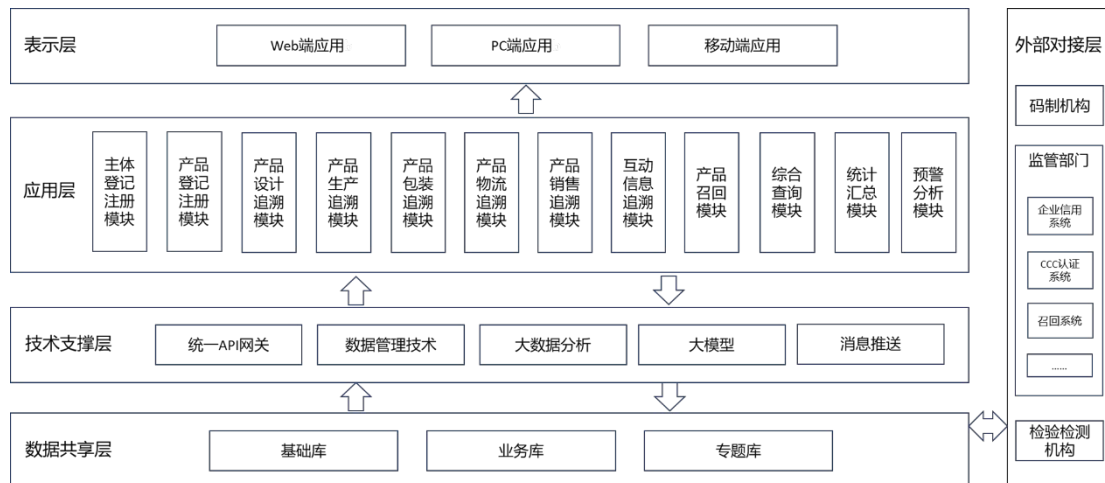 表示层
Web端应用
PC端应用
移动端应用
应用层
主体
登记
注册
模块
产品
登记
注册
模块
产品
设计
追溯
模块
产品
生产
追溯
模块
产品
包装
追溯
模块
产品
物流
追溯
模块
产品
销售
追溯
模块
互动
信息
追溯
模块
产品
召回
模块
综合
查询
模块
统计
汇总
模块
预警
分析
模块
技术支撑层
统一API网关
数据管理技术
大数据分析
大模型
消息推送
数据共享层
基础库
业务库
专题库
外部对接层
码制机构
监管部门
企业信用
系统
CCC认证
系统
召回系统
......
检验检测
机构